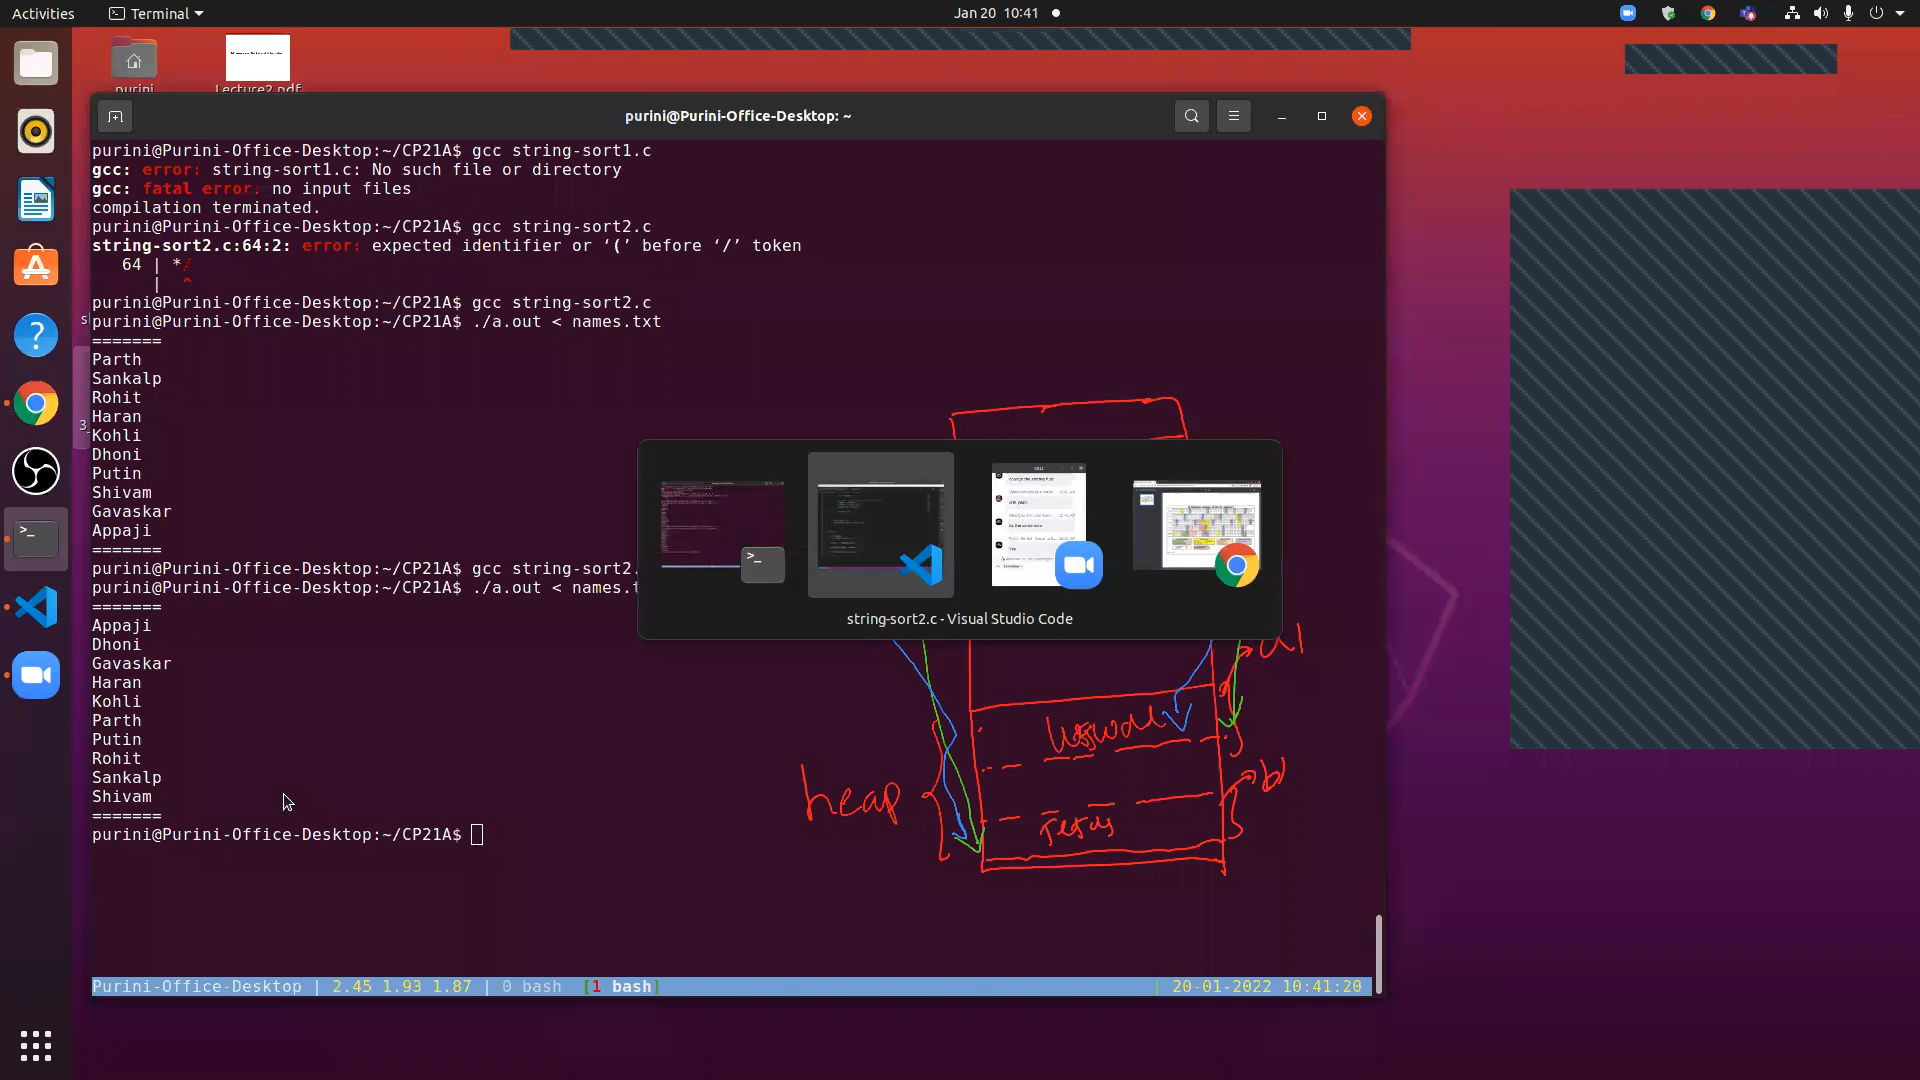 Activities
Terminal
Jan 20 10:41
purini
Lecture2.pdf
purini@Purini-Office-Desktop: ~
purini@Purini-Office-Desktop:~/CP21A$ gcc string-sort1.c
gcc: error: string-sort1.c: No such file or directory
gcc: fatal error: no input files
compilation terminated.
purini@Purini-Office-Desktop:~/CP21A$ gcc string-sort2.c
string-sort2.c:64:2: error: expected identifier or ‘(’ before ‘/’ token
64 | */
| ^
purini@Purini-Office-Desktop:~/CP21A$ gcc string-sort2.c
purini@Purini-Office-Desktop:~/CP21A$ ./a.out < names.txt
=======
Parth
Sankalp
Rohit
Haran
Kohli
Dhoni
Putin
Shivam
Gavaskar
Appaji
=======
purini@Purini-Office-Desktop:~/CP21A$ gcc string-sort2.
purini@Purini-Office-Desktop:~/CP21A$ ./a.out < names.t
=======
Appaji
Dhoni
Gavaskar
Haran
Kohli
Parth
Putin
Rohit
Sankalp
Shivam
=======
purini@Purini-Office-Desktop:~/CP21A$
string-sort2.c - Visual Studio Code
heap
Purini-Office-Desktop | 2.45 1.93 1.87 | 0 bash [1 bash]
20-01-2022 10:41:20